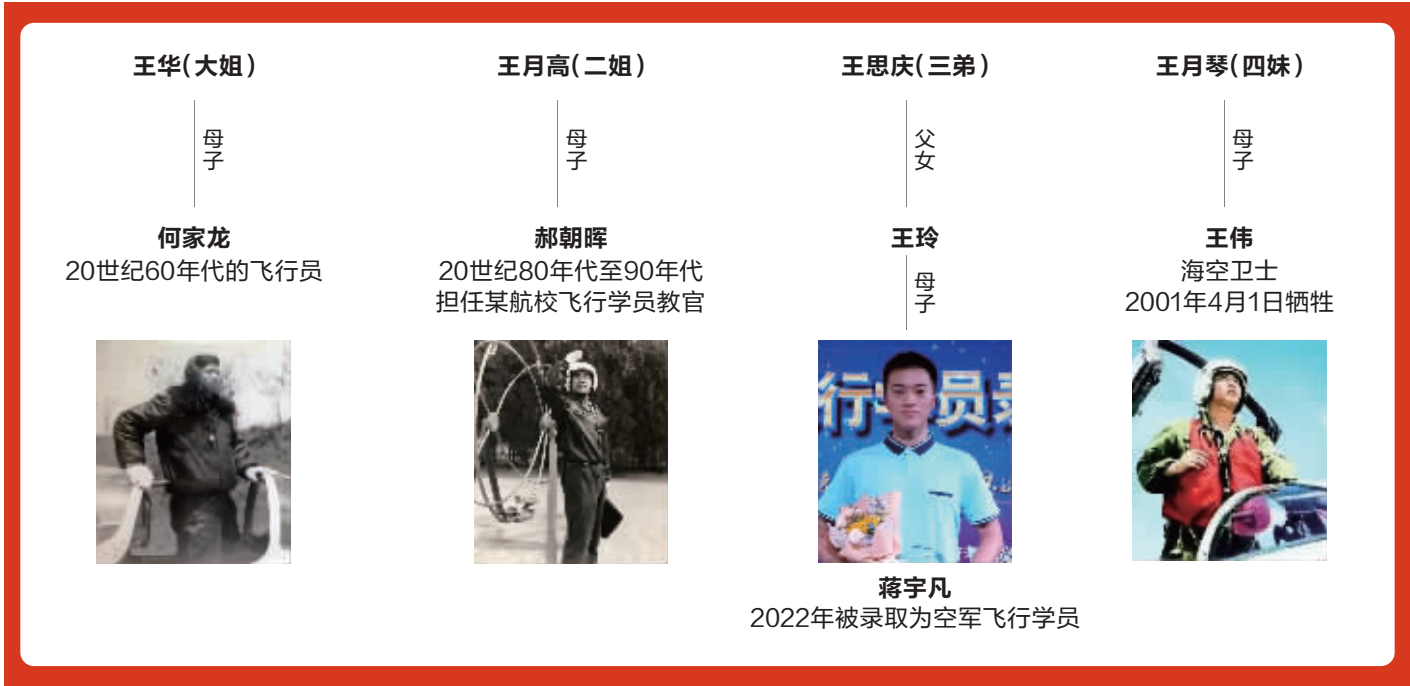 王华(大姐)
母子
何家龙
20世纪60年代的飞行员
王月高(二姐)
母子
郝朝晖
20世纪80年代至90年代
担任某航校飞行学员教官
王思庆(三弟)
父女
王玲
母子
行学员录
蒋宇凡
2022年被录取为空军飞行学员
王月琴(四妹)
母子
王伟
海空卫士
2001年4月1日牺牲